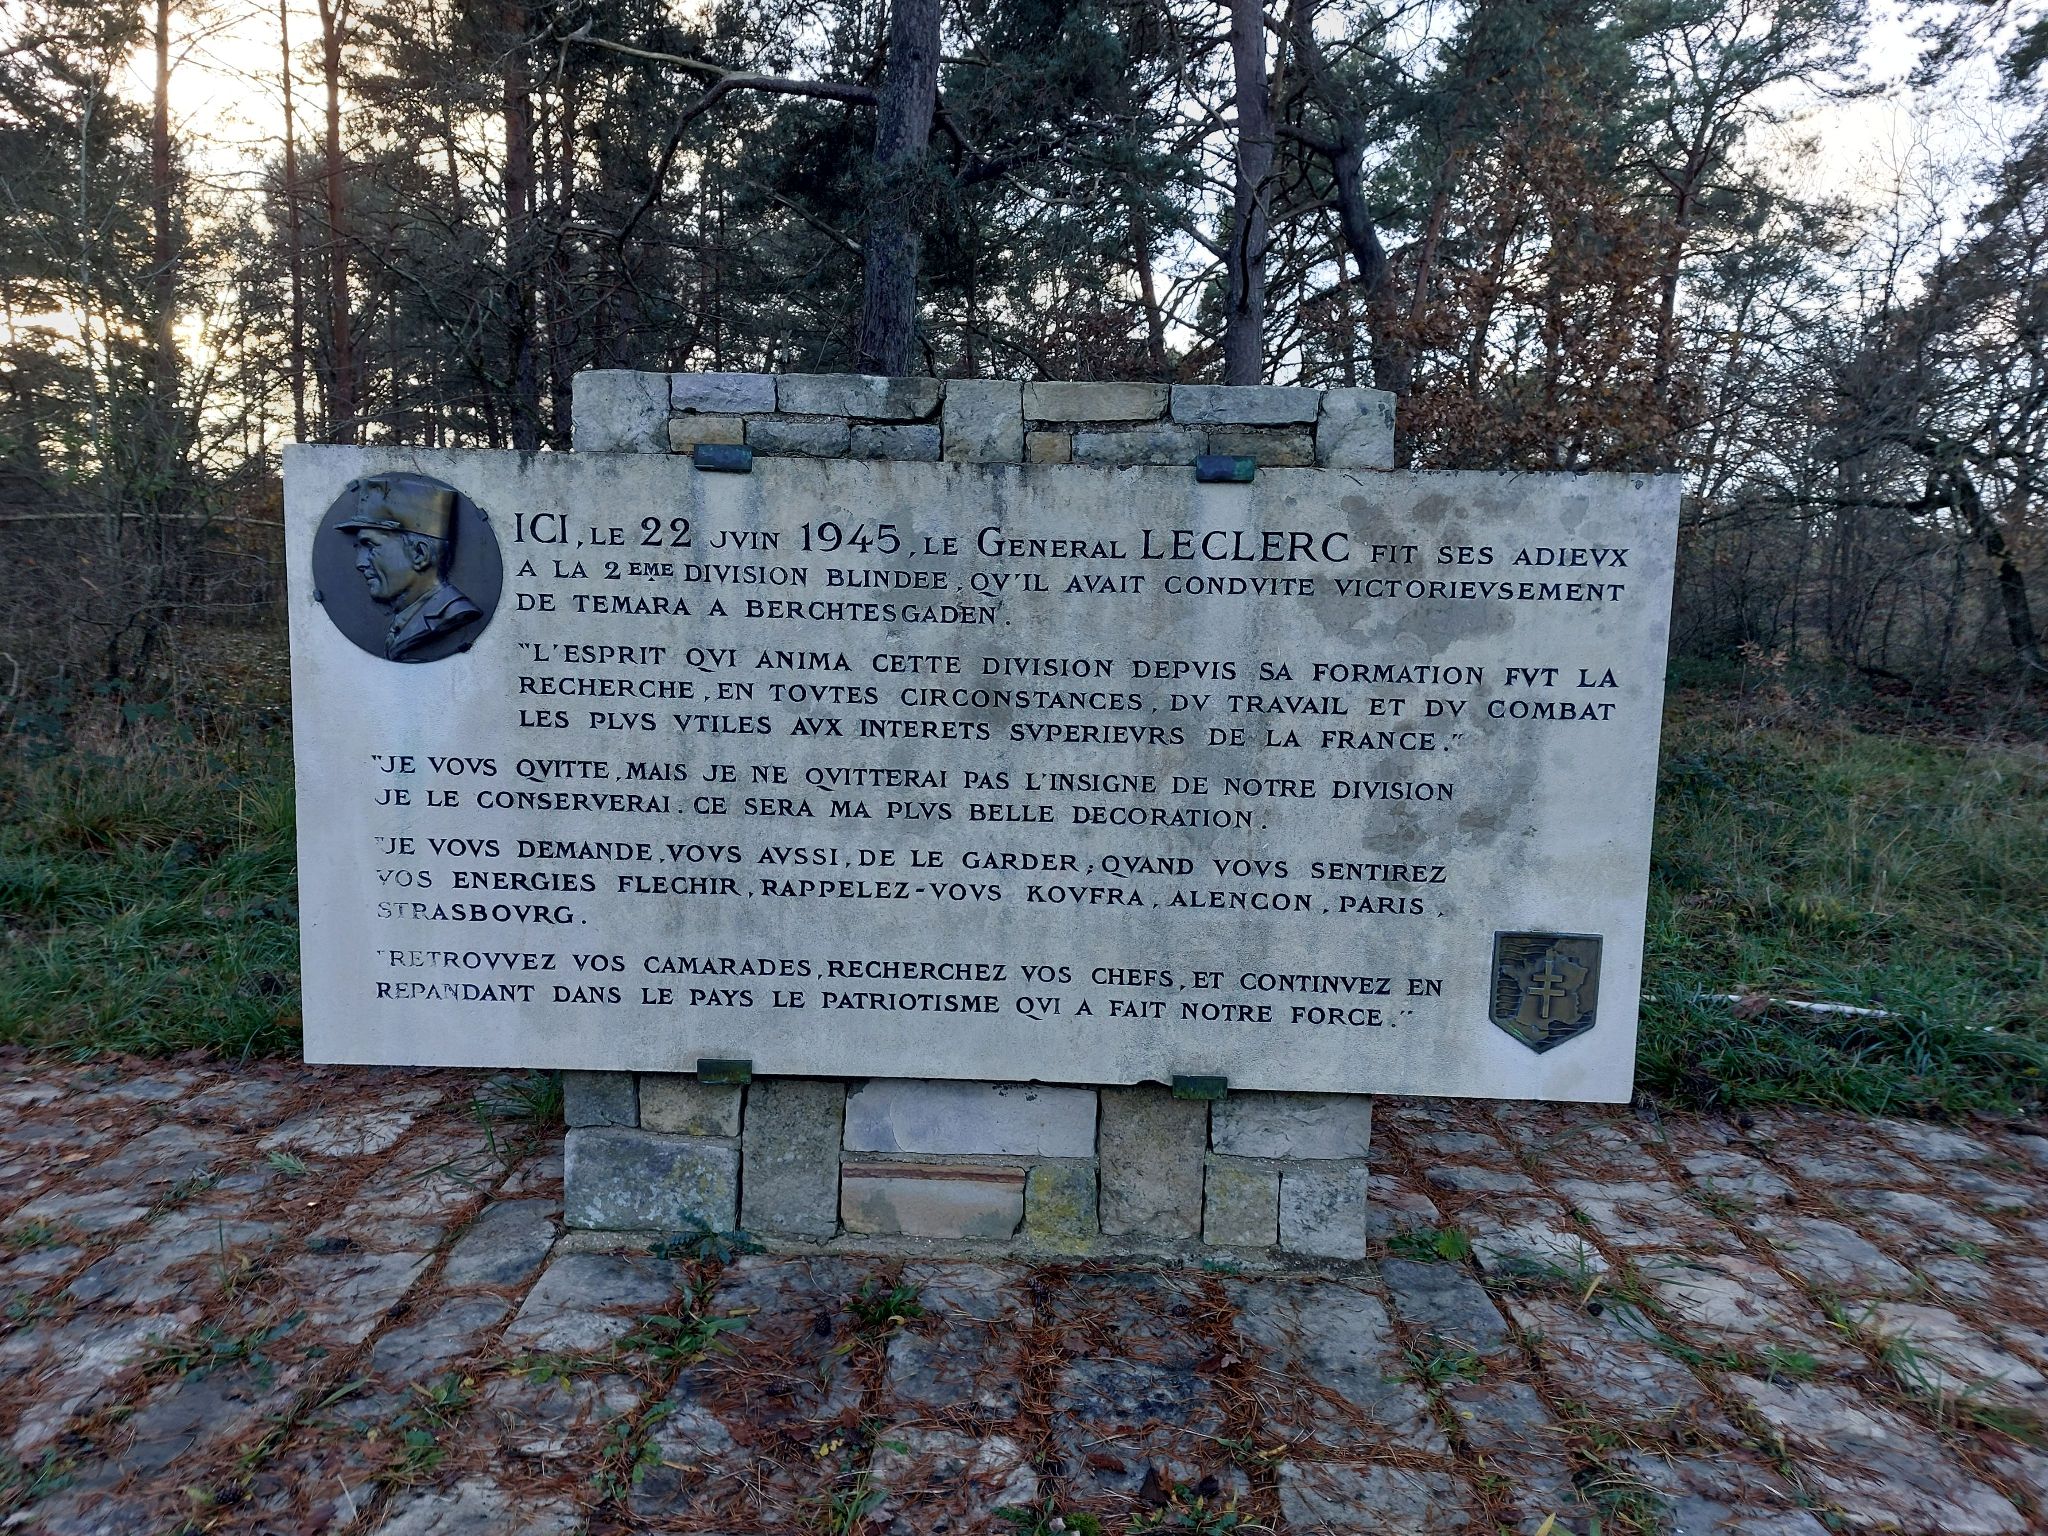 ICI, LE 22 JVIN 1945, LE GENERAL LECLERC FIT SES ADIEVX
A LA 2EME DIVISION BLINDEE, QV'IL AVAIT CONDVITE VICTORIEVSEMENT
DE TEMARA A BERCHTESGADEN.
"L'ESPRIT QVI ANIMA CETTE DIVISION DEPVIS SA FORMATION FVT LA
RECHERCHE, EN TOVTES CIRCONSTANCES, DV TRAVAIL ET DV COMBAT
LES PLVS VTILES AVX INTERETS SVPERIEVRS DE LA FRANCE."
"JE VOVS QVITTE, MAIS JE NE QVITTERAI PAS L'INSIGNE DE NOTRE DIVISION
JE LE CONSERVERAI. CE SERA MA PLVS BELLE DECORATION.
"JE VOVS DEMANDE, VOVS AVSSI, DE LE GARDER; QVAND VOVS SENTIREZ
VOS ENERGIES FLECHIR, RAPPELEZ-VOVS KOVFRA, ALENCON, PARIS,
STRASBOVRG.
"RETROVVEZ VOS CAMARADES, RECHERCHEZ VOS CHEFS, ET CONTINVEZ EN
REPANDANT DANS LE PAYS LE PATRIOTISME QVI A FAIT NOTRE FORCE."